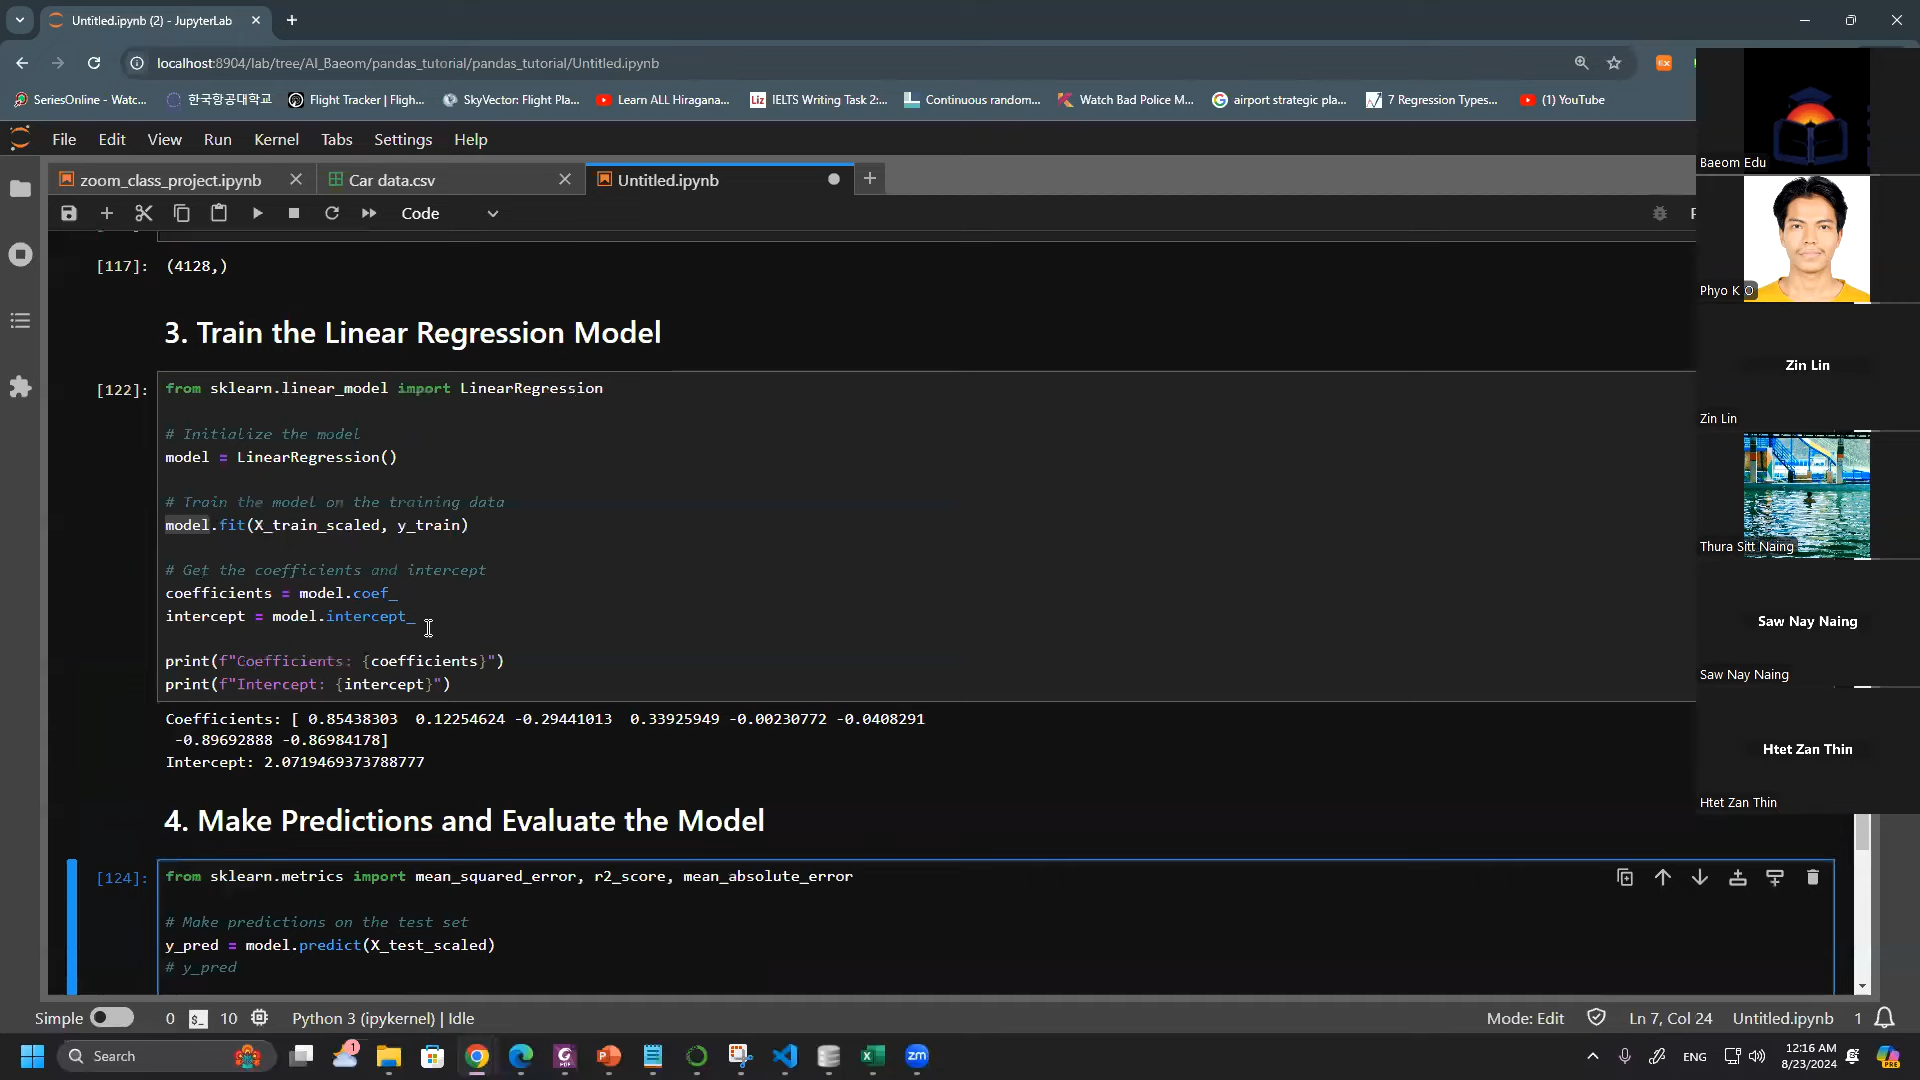 Untitled.ipynb (2) - JupyterLab
localhost:8904/lab/tree/AI_Baeom/pandas_tutorial/pandas_tutorial/Untitled.ipynb
SeriesOnline - Watc...
한국항공대학교
Flight Tracker | Fligh...
SkyVector: Flight Pla...
Learn ALL Hiragana...
Liz
IELTS Writing Task 2:...
Continuous random...
Watch Bad Police M...
airport strategic pla...
7 Regression Types...
(1) YouTube
File
Edit
View
Run
Kernel
Tabs
Settings
Help
zoom_class_project.ipynb
Car data.csv
Untitled.ipynb
Code
[117]: (4128,)
3. Train the Linear Regression Model
[122]: from sklearn.linear_model import LinearRegression
# Initialize the model
model = LinearRegression()
# Train the model on the training data
model.fit(X_train_scaled, y_train)
# Get the coefficients and intercept
coefficients = model.coef_
intercept = model.intercept_
print(f"Coefficients: {coefficients}")
print(f"Intercept: {intercept}")
Coefficients: [ 0.85438303  0.12254624 -0.29441013  0.33925949 -0.00230772 -0.0408291
-0.89692888 -0.86984178]
Intercept: 2.0719469373788777
4. Make Predictions and Evaluate the Model
[124]: from sklearn.metrics import mean_squared_error, r2_score, mean_absolute_error
# Make predictions on the test set
y_pred = model.predict(X_test_scaled)
# y_pred
Baeom Edu
Phyo K O
Zin Lin
Zin Lin
Thura Sitt Naing
Saw Nay Naing
Saw Nay Naing
Htet Zan Thin
Htet Zan Thin
Simple
0
10
Python 3 (ipykernel) | Idle
Mode: Edit
Ln 7, Col 24
Untitled.ipynb
1
Search
1
zm
ENG
12:16 AM
8/23/2024
PRE